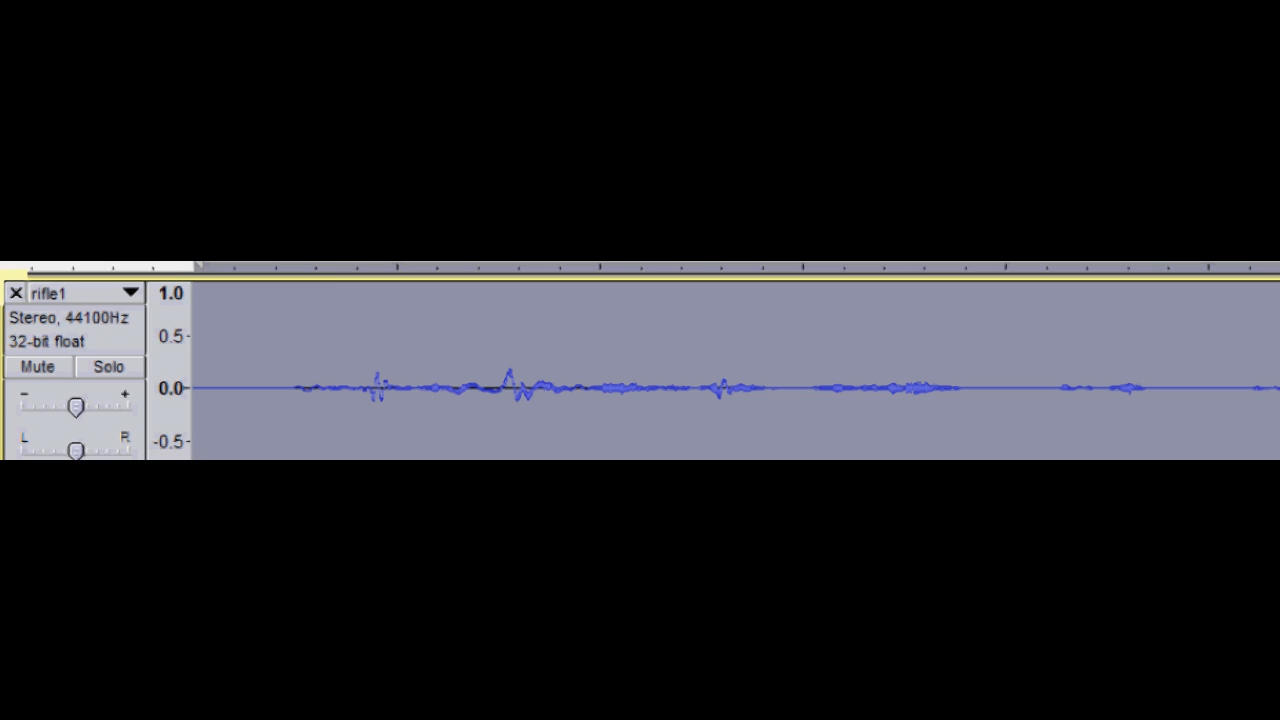 X rifle1
Stereo, 44100Hz
32-bit float
Mute Solo
- +
L R
1.0
0.5-
0.0-
-0.5-